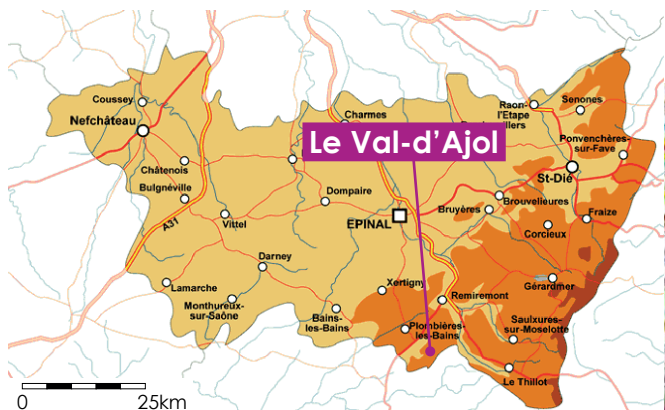 Coussey
Nefchâteau
Charmes
Raon-
l'Etape
Senones
Le Val-d'Ajol
Ponvenchères-
sur-Fave
Châtenois
St-Dié
Bulgnéville
Dompaire
Brouvelieures
Bruyères
Fraize
EPINAL
A31
Vittel
Corcieux
Darney
Gérardmer
Lamarche
Xertigny
Monthureux-
sur-Saône
Remiremont
Bains-
les-Bains
Plombières-
les-Bains
Saulxures-
sur-Moselotte
Le Thillot
0
25km